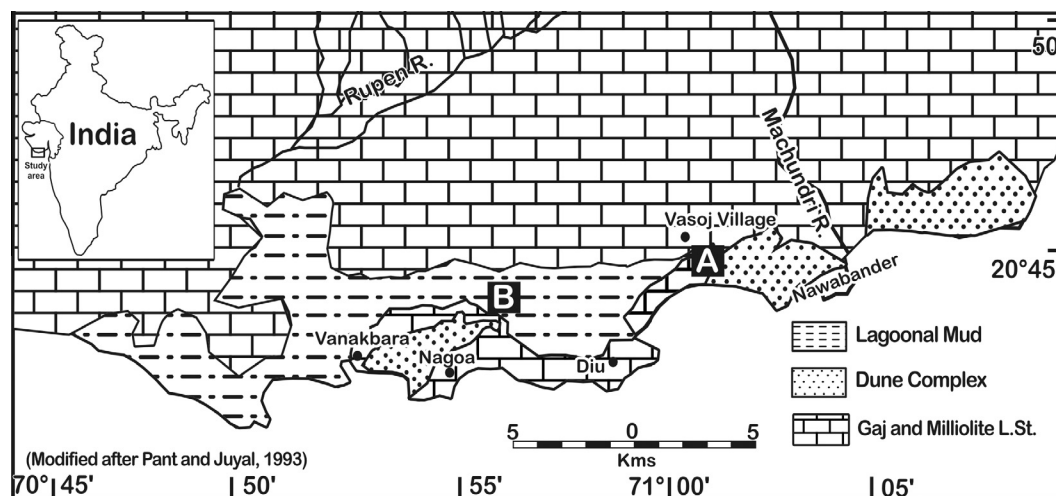 India
Study
area
Rupen R.
Machundri R.
50
Vasoj Village
A
20°45
Nawabander
B
Vanakbara
Nagoa
Diu
Lagoonal Mud
Dune Complex
Gaj and Milliolite L.St.
5 0 5
Kms
(Modified after Pant and Juyal, 1993)
70°45' 50' 55' 71°00' 05'